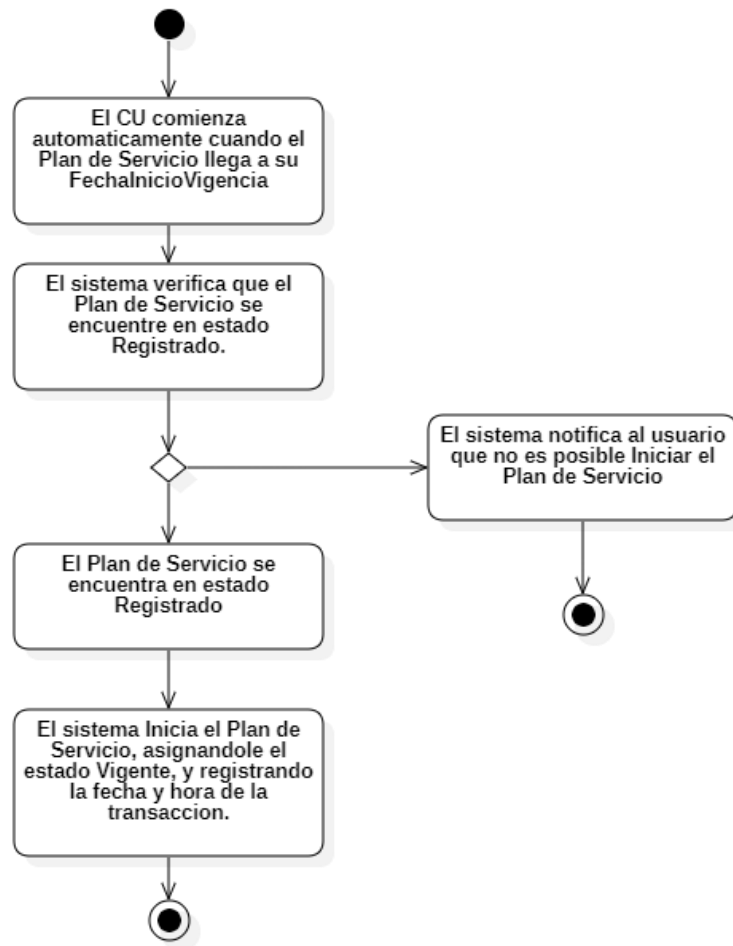 El CU comienza
automaticamente cuando el
Plan de Servicio llega a su
FechaInicioVigencia
El sistema verifica que el
Plan de Servicio se
encuentre en estado
Registrado.
El sistema notifica al usuario
que no es posible Iniciar el
Plan de Servicio
El Plan de Servicio se
encuentra en estado
Registrado
El sistema Inicia el Plan de
Servicio, asignandole el
estado Vigente, y registrando
la fecha y hora de la
transaccion.